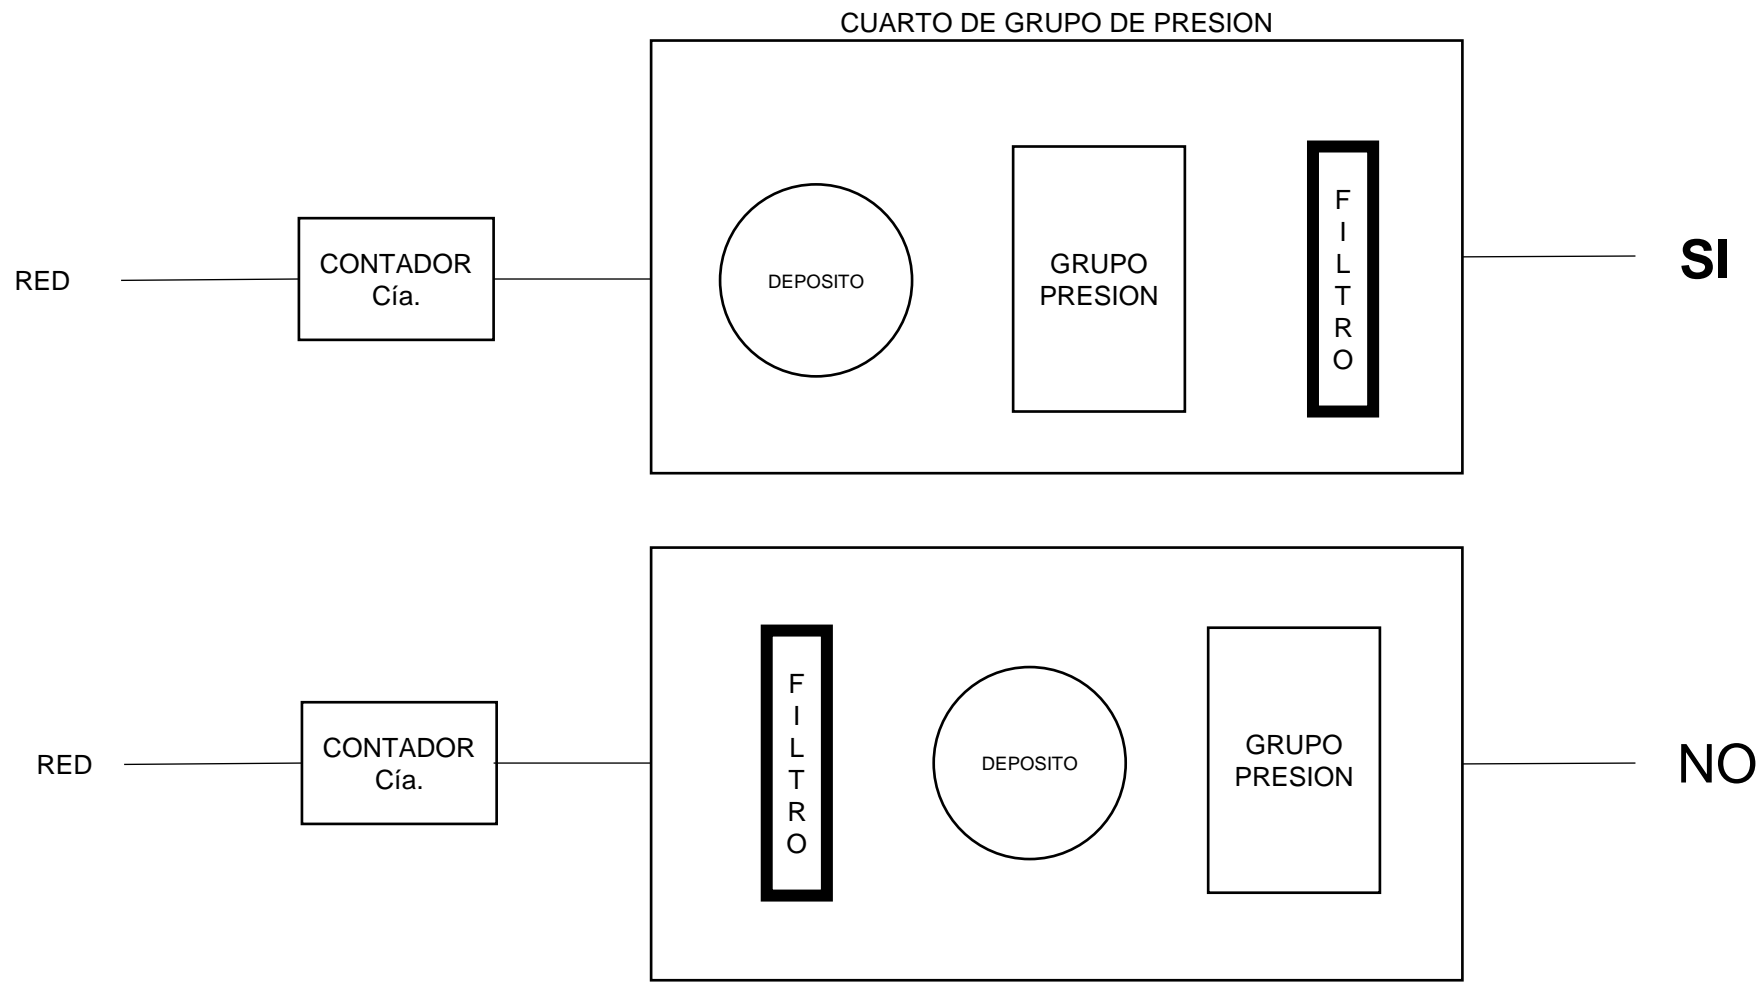 CUARTO DE GRUPO DE PRESION
RED
CONTADOR
Cía.
DEPOSITO
GRUPO
PRESION
F
I
L
T
R
O
SI
RED
CONTADOR
Cía.
F
I
L
T
R
O
DEPOSITO
GRUPO
PRESION
NO